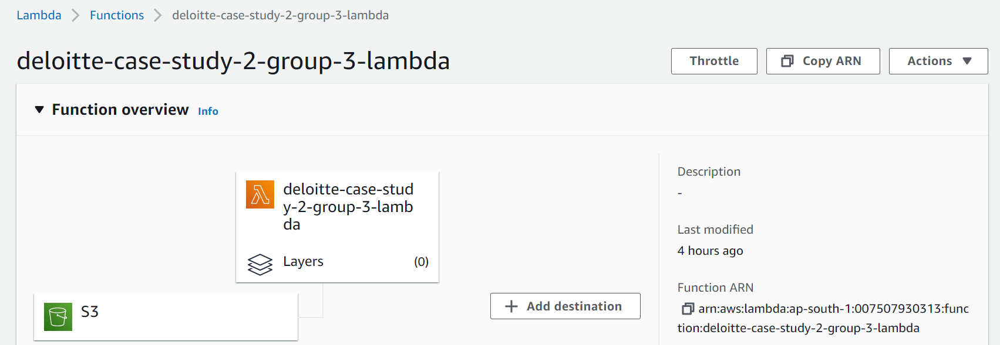 Lambda > Functions > deloitte-case-study-2-group-3-lambda
deloitte-case-study-2-group-3-lambda
Throttle
Copy ARN
Actions
Function overview Info
deloitte-case-stud
y-2-group-3-lamb
da
Layers (0)
S3
Add destination
Description
-
Last modified
4 hours ago
Function ARN
arn:aws:lambda:ap-south-1:007507930313:func
tion:deloitte-case-study-2-group-3-lambda